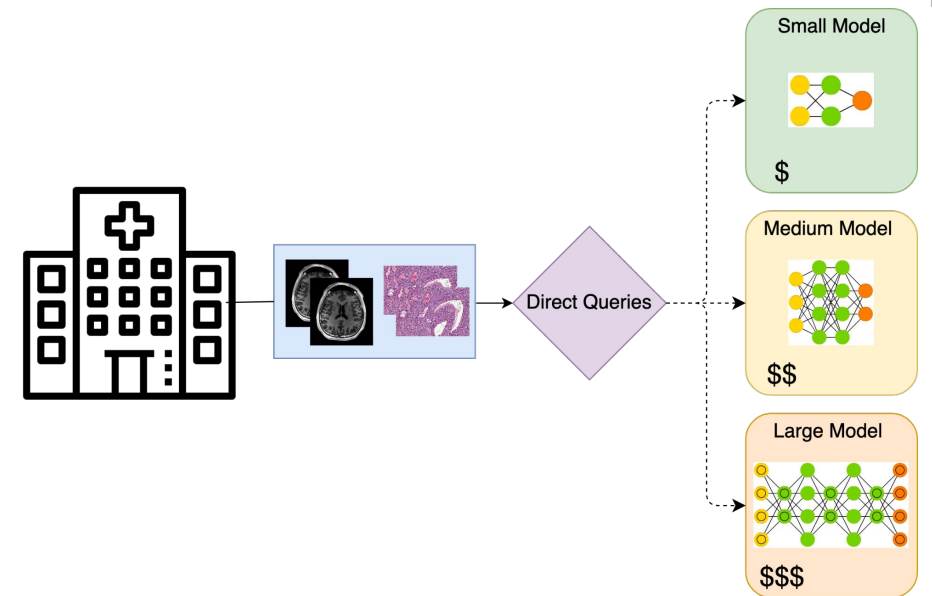 Small Model
$
Medium Model
Direct Queries
$$
Large Model
$$$